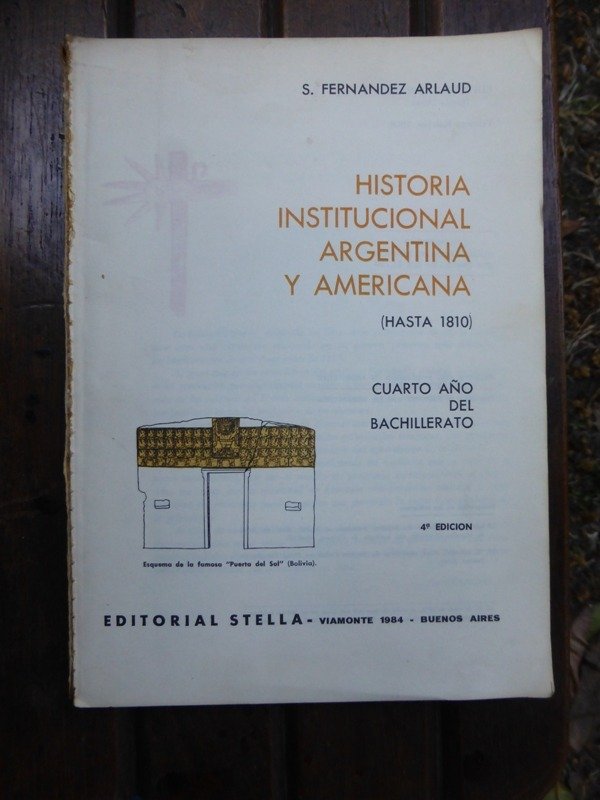 S. FERNANDEZ ARLAUD
HISTORIA
INSTITUCIONAL
ARGENTINA
Y AMERICANA
(HASTA 1810)
CUARTO AÑO
DEL
BACHILLERATO
4ª EDICION
Esquema de la famosa "Puerta del Sol" (Bolivia).
EDITORIAL STELLA - VIAMONTE 1984 - BUENOS AIRES